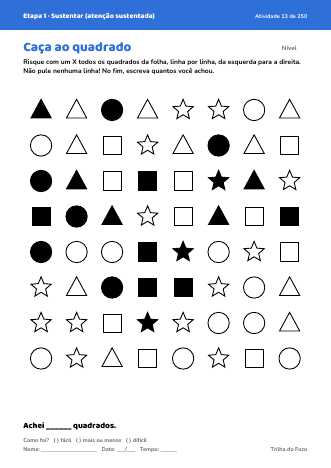 Etapa 1 · Sustentar (atenção sustentada)
Atividade 13 de 250
Caça ao quadrado
Nível
Risque com um X todos os quadrados da folha, linha por linha, da esquerda para a direita.
Não pule nenhuma linha! No fim, escreva quantos você achou.
Achei ______ quadrados.
Como foi? ( ) fácil ( ) mais ou menos ( ) difícil
Nome: ____________________ Data: ___/___ Tempo: ______
Trilha do Foco